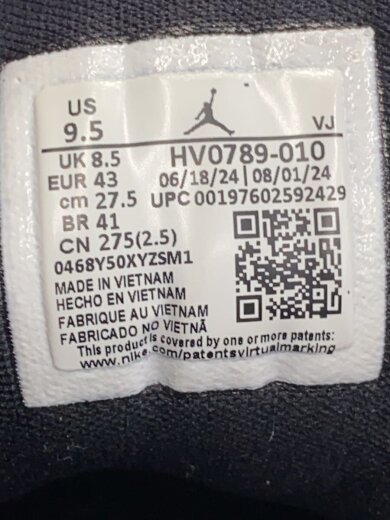 US
9.5
VJ
UK 8.5
HV0789-010
EUR 43
06/18/24 | 08/01/24
cm 27.5
UPC 00197602592429
BR 41
CN 275(2.5)
0468Y50XYZSM1
MADE IN VIETNAM
HECHO EN VIETNAM
FABRIQUE AU VIETNAM
FABRICADO NO VIETNÃ
This product is covered by one or more patents:
www.nike.com/patentsvirtualmarking